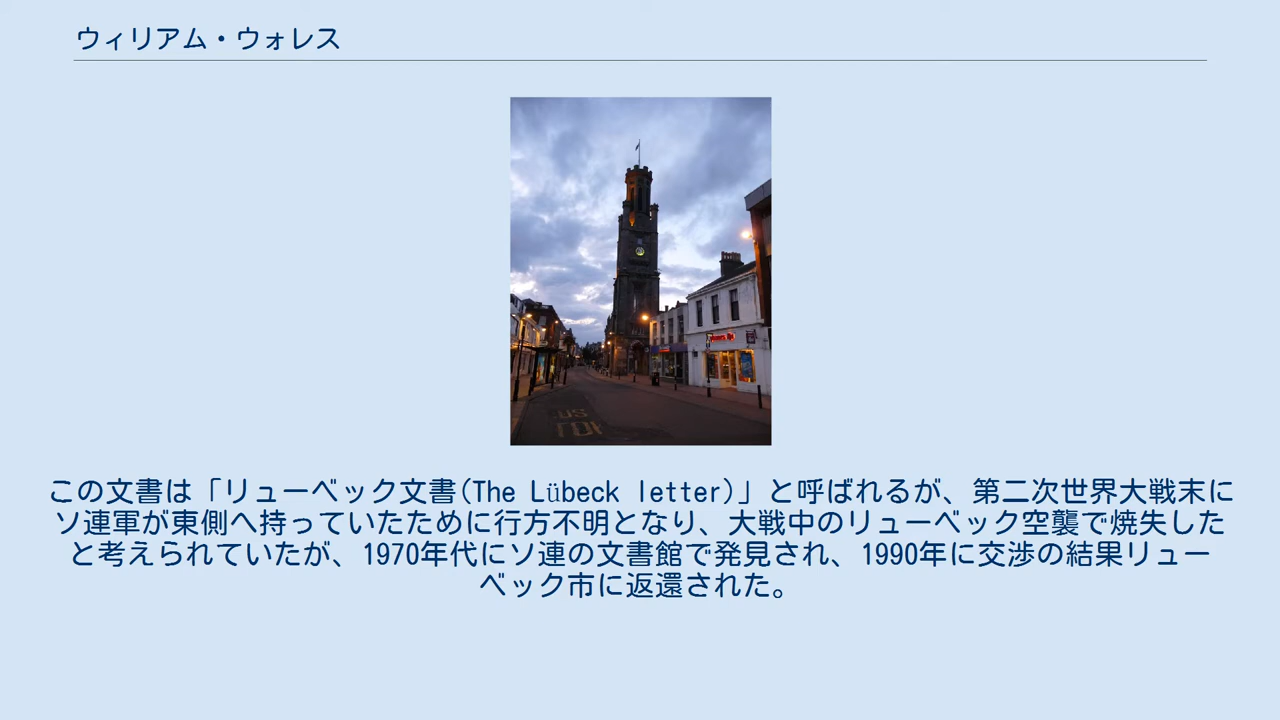 ウィリアム・ウォレス
この文書は「リューベック文書(The Lübeck letter)」と呼ばれるが、第二次世界大戦末に
ソ連軍が東側へ持っていたために行方不明となり、大戦中のリューベック空襲で焼失した
と考えられていたが、1970年代にソ連の文書館で発見され、1990年に交渉の結果リュー
ベック市に返還された。